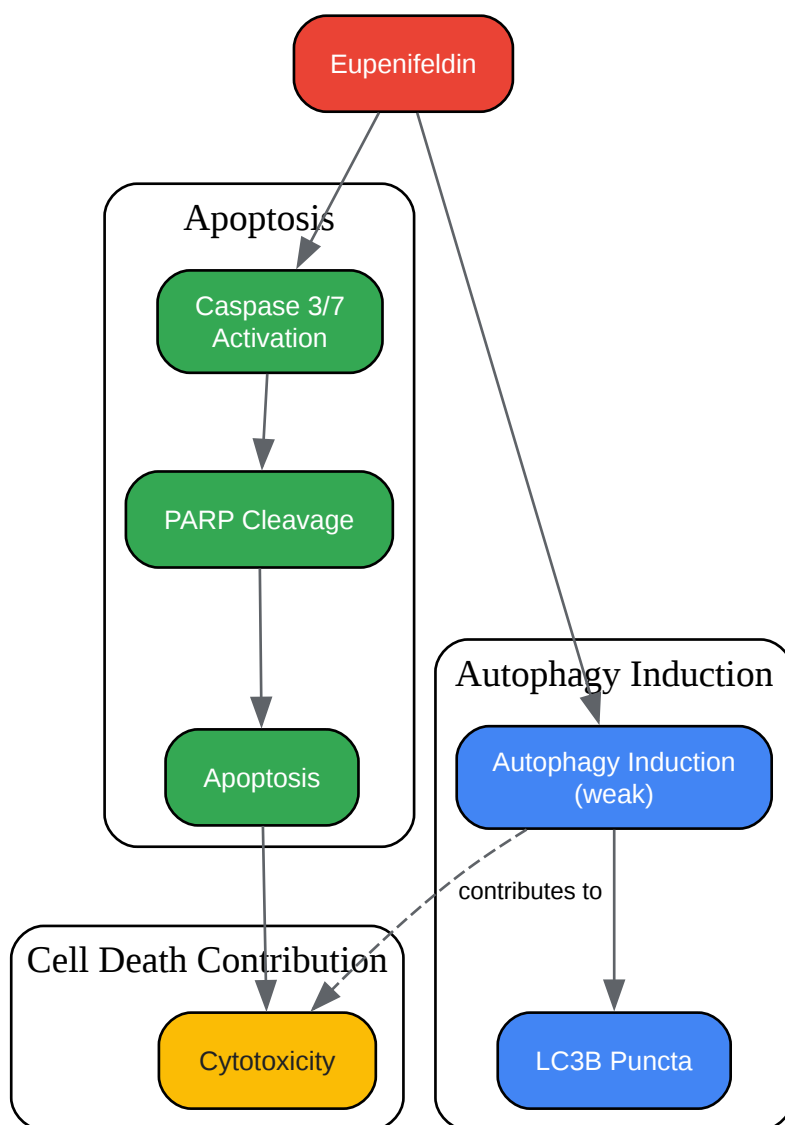 Eupenifeldin
Apoptosis
Caspase 3/7
Activation
PARP Cleavage
Apoptosis
Autophagy Induction
Autophagy Induction
(weak)
contributes to
Cell Death Contribution
Cytotoxicity
LC3B Puncta